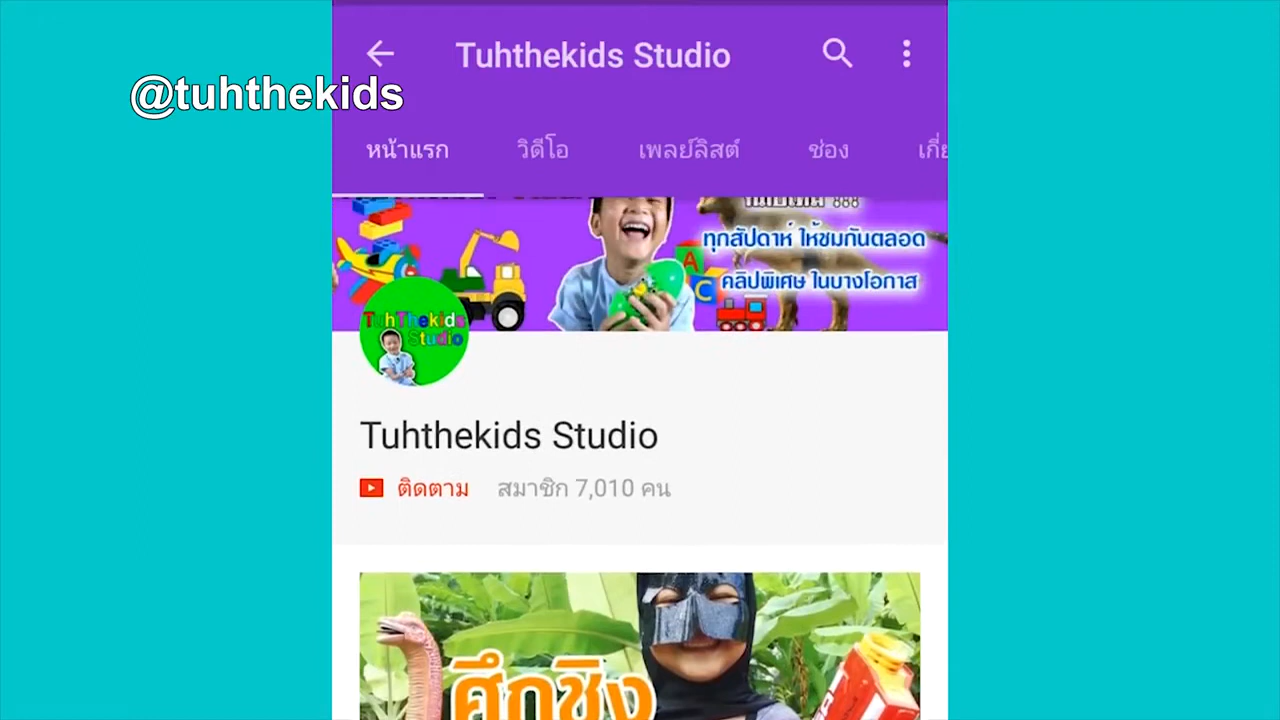 Tuhthekids Studio
@tuhthekids
หน้าแรก
วิดีโอ
เพลย์ลิสต์
ช่อง
ทุกสัปดาห์ ให้ชมกันตลอด
คลิปพิเศษ ในบางโอกาส
A
C
TuhThekids
Studio
Tuhthekids Studio
ติดตาม
สมาชิก 7,010 คน
ศึกชิง